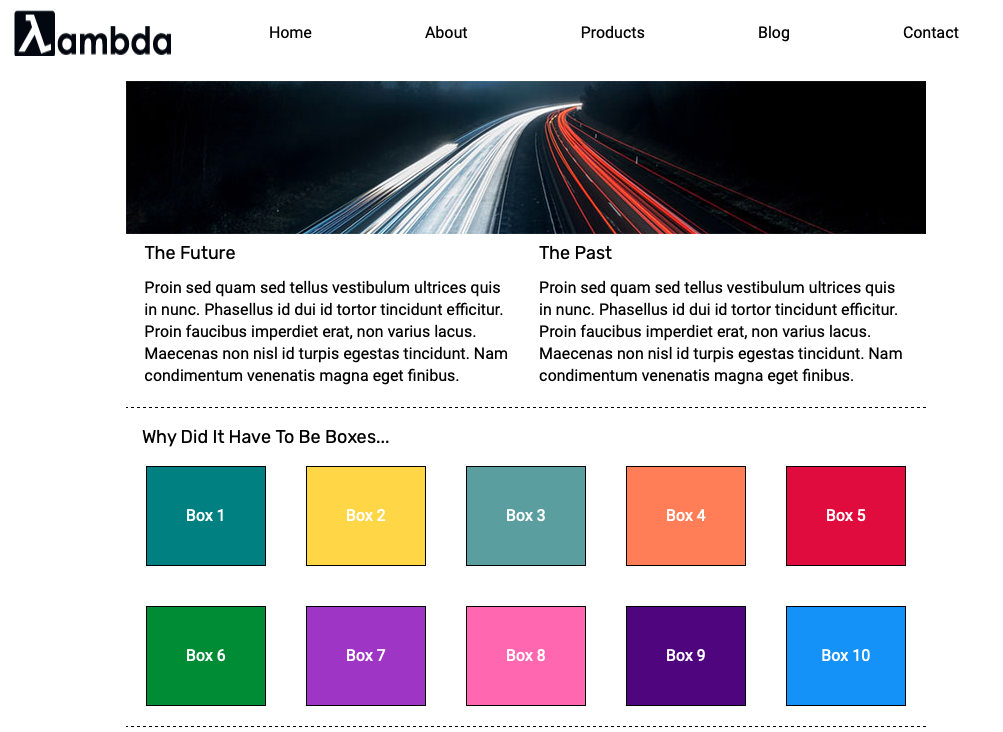 λambda
Home About Products Blog Contact
The Future
Proin sed quam sed tellus vestibulum ultrices quis
in nunc. Phasellus id dui id tortor tincidunt efficitur.
Proin faucibus imperdiet erat, non varius lacus.
Maecenas non nisl id turpis egestas tincidunt. Nam
condimentum venenatis magna eget finibus.
The Past
Proin sed quam sed tellus vestibulum ultrices quis
in nunc. Phasellus id dui id tortor tincidunt efficitur.
Proin faucibus imperdiet erat, non varius lacus.
Maecenas non nisl id turpis egestas tincidunt. Nam
condimentum venenatis magna eget finibus.
Why Did It Have To Be Boxes...
Box 1 Box 2 Box 3 Box 4 Box 5
Box 6 Box 7 Box 8 Box 9 Box 10